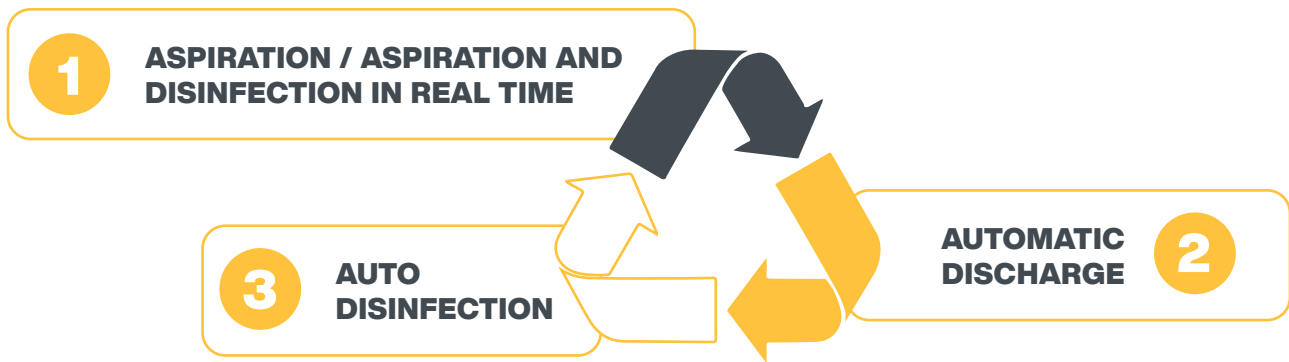 1
ASPIRATION / ASPIRATION AND
DISINFECTION IN REAL TIME
AUTOMATIC
DISCHARGE
2
3
AUTO
DISINFECTION